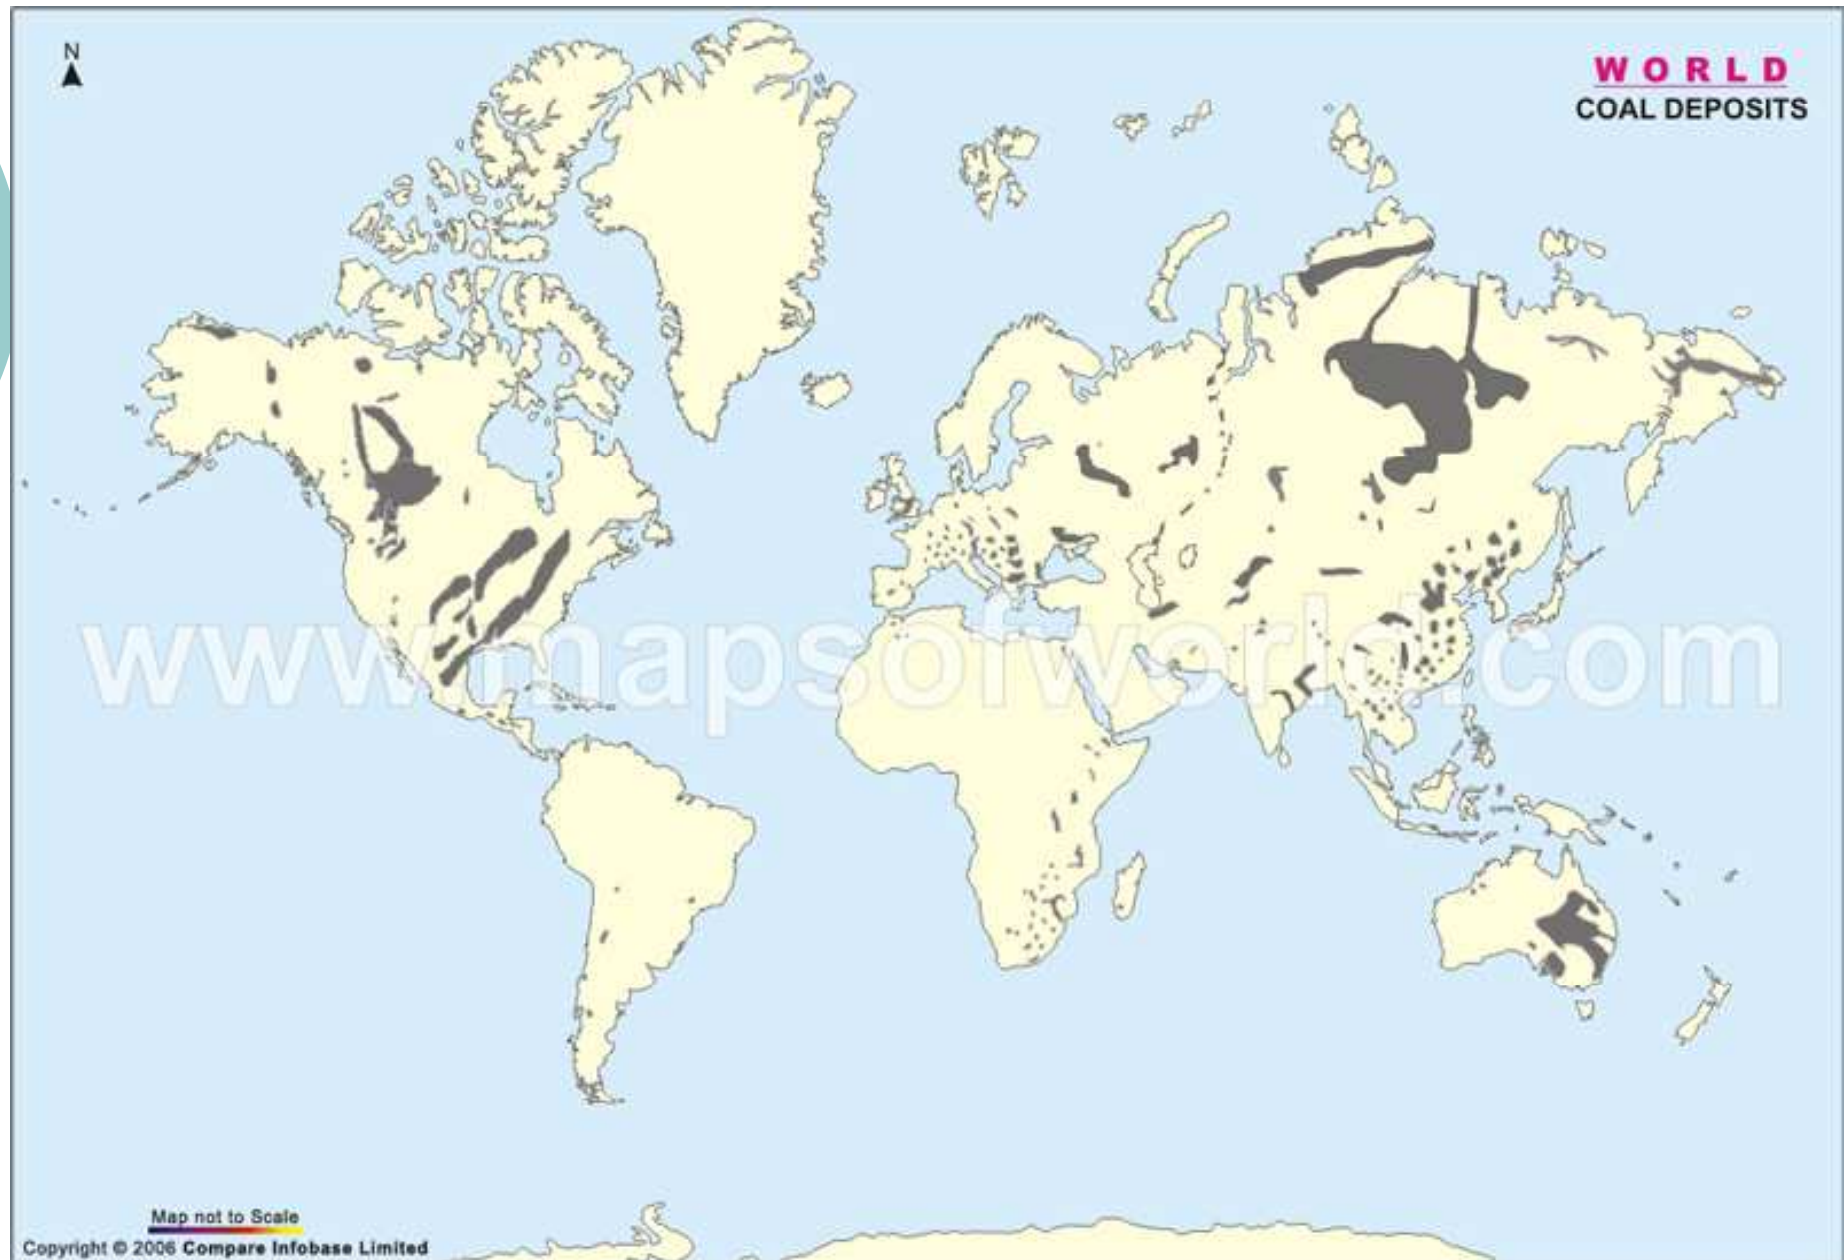 N
WORLD
COAL DEPOSITS
www.mapsofworld.com
Map not to Scale
Copyright © 2006 Compare Infobase Limited